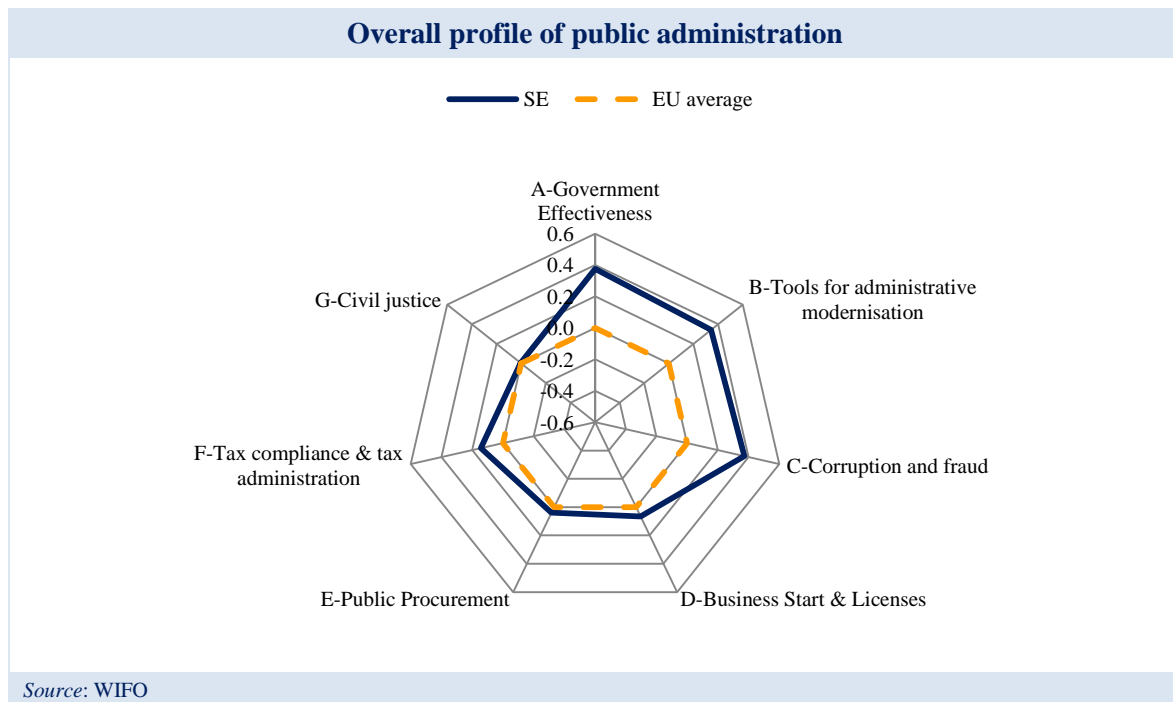 Overall profile of public administration
SE
EU average
A-Government
Effectiveness
0.6
0.4
0.2
0.0
-0.2
-0.4
-0.6
B-Tools for administrative
modernisation
C-Corruption and fraud
D-Business Start & Licenses
E-Public Procurement
F-Tax compliance & tax
administration
G-Civil justice
Source: WIFO